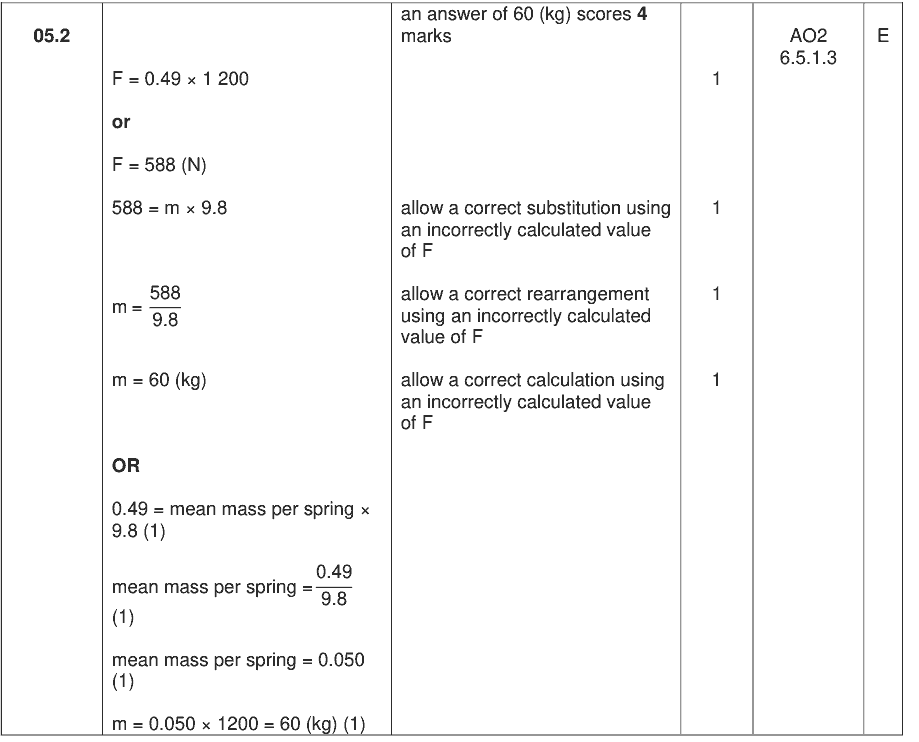 an answer of 60 (kg) scores 4
05.2 marks AO2 E
6.5.1.3
F = 0.49 × 1 200 1
or
F = 588 (N)
588 = m × 9.8 allow a correct substitution using 1
an incorrectly calculated value
of F
m = 588/9.8 allow a correct rearrangement 1
using an incorrectly calculated
value of F
m = 60 (kg) allow a correct calculation using 1
an incorrectly calculated value
of F
OR
0.49 = mean mass per spring ×
9.8 (1)
mean mass per spring = 0.49/9.8
(1)
mean mass per spring = 0.050
(1)
m = 0.050 × 1200 = 60 (kg) (1)